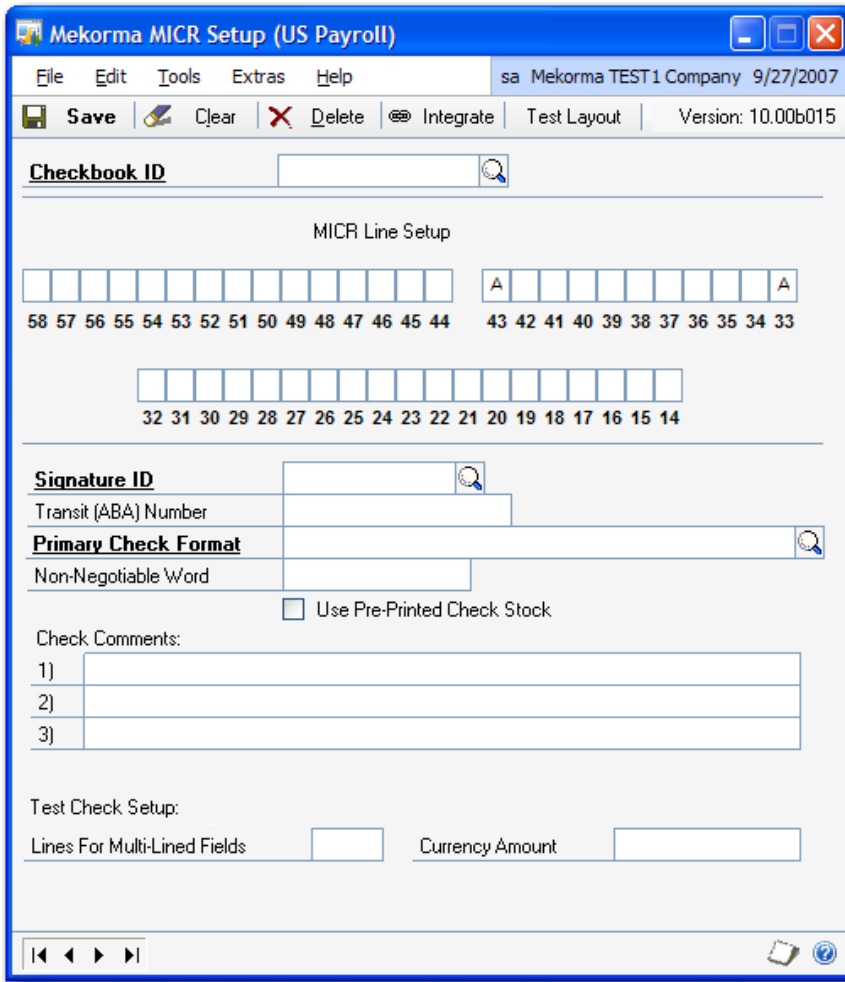 Mekorma MICR Setup (US Payroll)
File Edit Tools Extras Help sa Mekorma TEST1 Company 9/27/2007
Save Clear Delete Integrate Test Layout Version: 10.00b015
Checkbook ID
MICR Line Setup
A A
58 57 56 55 54 53 52 51 50 49 48 47 46 45 44 43 42 41 40 39 38 37 36 35 34 33
32 31 30 29 28 27 26 25 24 23 22 21 20 19 18 17 16 15 14
Signature ID
Transit (ABA) Number
Primary Check Format
Non-Negotiable Word
Use Pre-Printed Check Stock
Check Comments:
1)
2)
3)
Test Check Setup:
Lines For Multi-Lined Fields Currency Amount